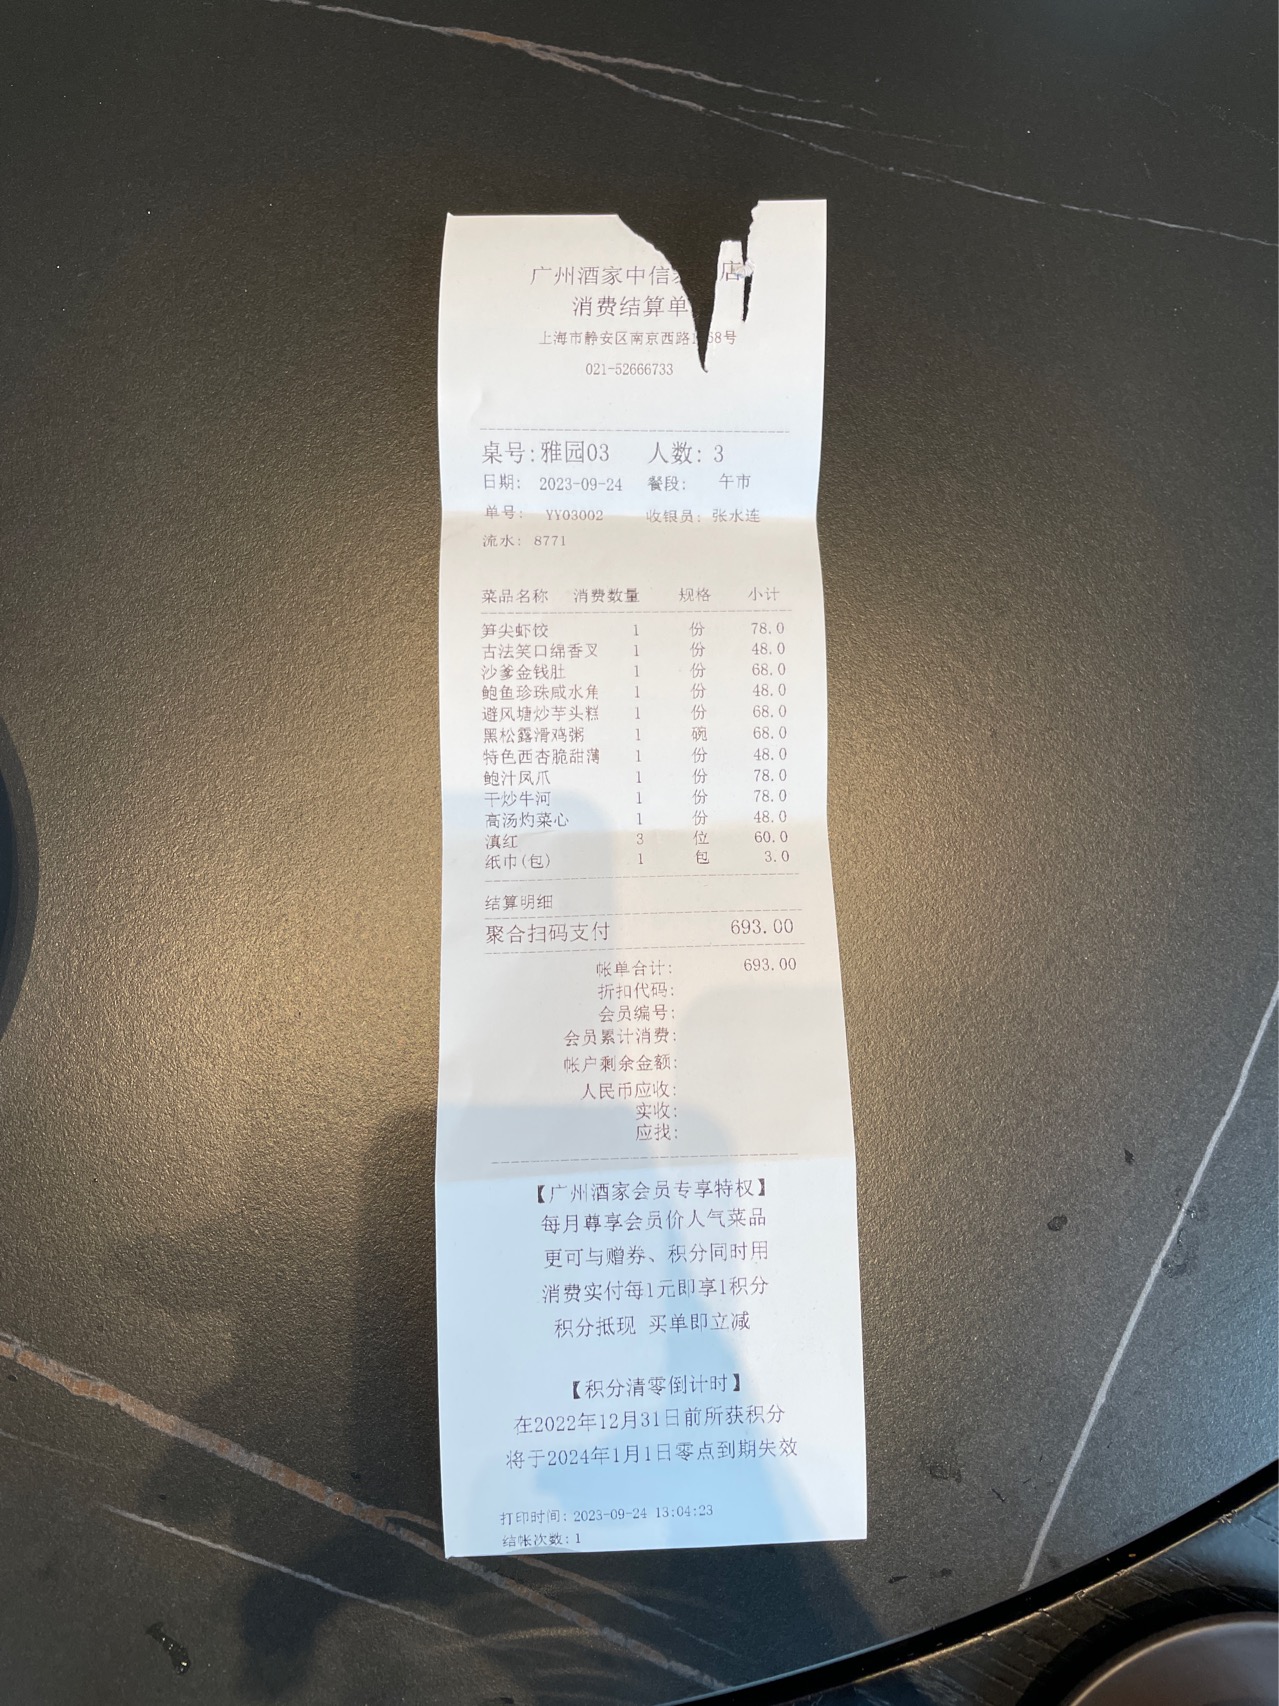 广州酒家中信 店
消费结算单
上海市静安区南京西路1 68号
021-52666733
桌号:雅园03 人数: 3
日期: 2023-09-24 餐段: 午市
单号: YY03002 收银员: 张水连
流水: 8771
菜品名称 消费数量 规格 小计
笋尖虾饺 1 份 78.0
古法笑口绵香叉 1 份 48.0
沙爹金钱肚 1 份 68.0
鲍鱼珍珠咸水角 1 份 48.0
避风塘炒芋头糕 1 份 68.0
黑松露滑鸡粥 1 碗 68.0
特色西杏脆甜薄 1 份 48.0
鲍汁凤爪 1 份 78.0
干炒牛河 1 份 78.0
高汤灼菜心 1 份 48.0
滇红 3 位 60.0
纸巾(包) 1 包 3.0
结算明细
聚合扫码支付 693.00
帐单合计: 693.00
折扣代码:
会员编号:
会员累计消费:
帐户剩余金额:
人民币应收:
实收:
应找:
【广州酒家会员专享特权】
每月尊享会员价人气菜品
更可与赠券、积分同时用
消费实付每1元即享1积分
积分抵现 买单即立减
【积分清零倒计时】
在2022年12月31日前所获积分
将于2024年1月1日零点到期失效
打印时间: 2023-09-24 13:04:23
结帐次数: 1